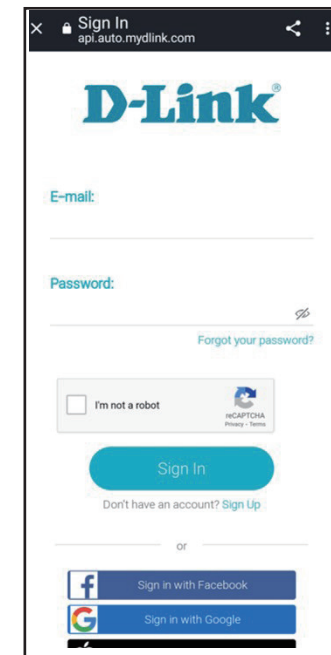 Sign In
api.auto.mydlink.com
D-Link®
E-mail:
Password:
Forgot your password?
I'm not a robot
reCAPTCHA
Privacy - Terms
Sign In
Don't have an account? Sign Up
or
Sign in with Facebook
Sign in with Google